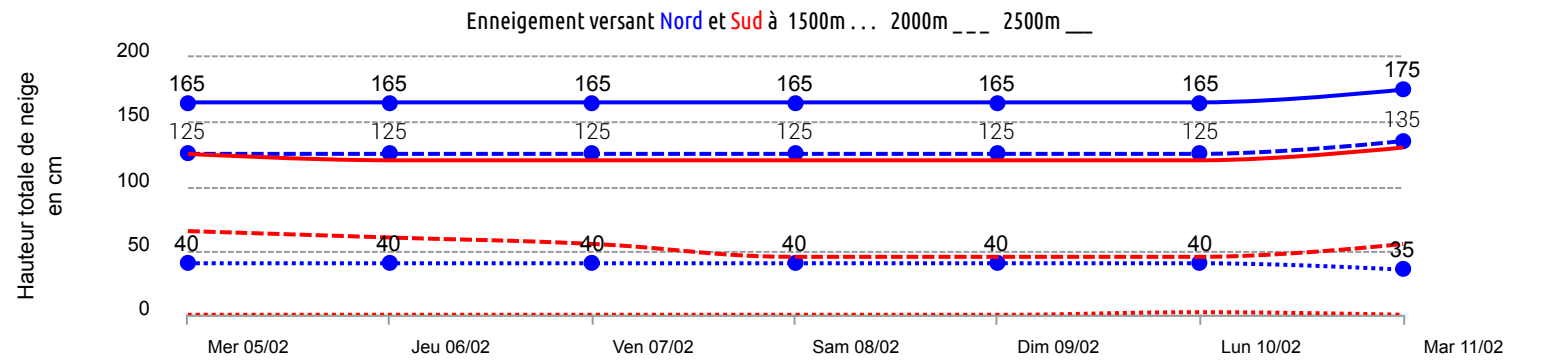 Enneigement versant Nord et Sud à 1500m . . . 2000m _ _ _ 2500m __
Hauteur totale de neige
en cm
200
165 165 165 165 165 165 175
150
125 125 125 125 125 125 135
100
50
40 40 40 40 40 40 35
0
Mer 05/02 Jeu 06/02 Ven 07/02 Sam 08/02 Dim 09/02 Lun 10/02 Mar 11/02